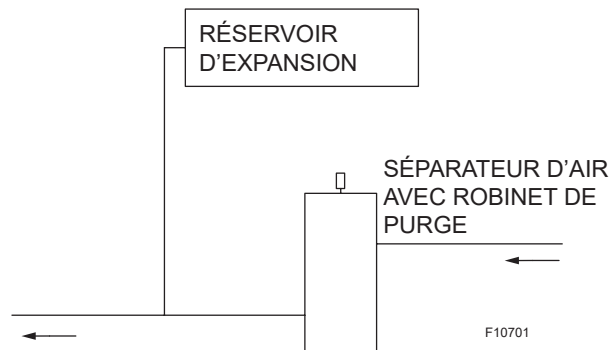 RÉSERVOIR
D’EXPANSION
SÉPARATEUR D’AIR
AVEC ROBINET DE
PURGE
F10701